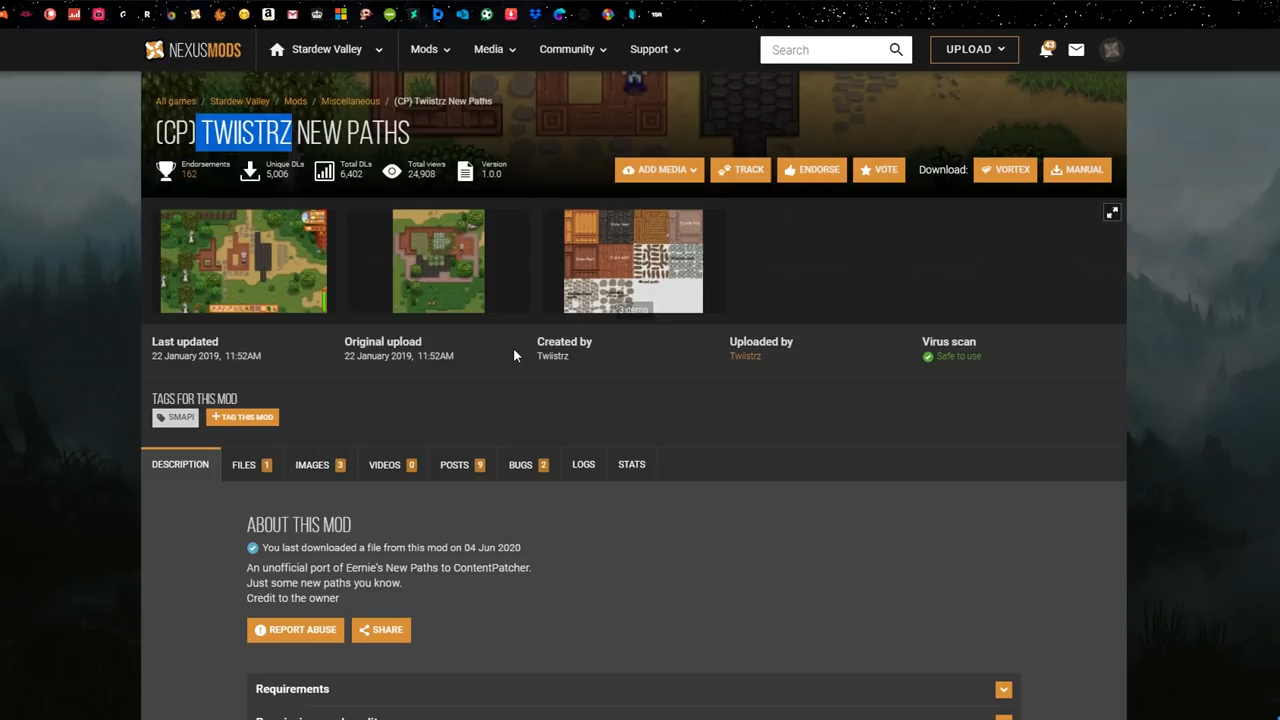 NEXUSMODS
Stardew Valley
Mods
Media
Community
Support
Search
UPLOAD
43
All games / Stardew Valley / Mods / Miscellaneous / (CP) Twiistrz New Paths
(CP) TWIISTRZ NEW PATHS
Endorsements
162
Unique DLs
5,006
Total DLs
6,402
Total views
24,908
Version
1.0.0
ADD MEDIA
TRACK
ENDORSE
VOTE
Download:
VORTEX
MANUAL
Last updated
22 January 2019, 11:52AM
Original upload
22 January 2019, 11:52AM
Created by
Twiistrz
Uploaded by
Twiistrz
Virus scan
Safe to use
TAGS FOR THIS MOD
SMAPI
+ TAG THIS MOD
DESCRIPTION
FILES 1
IMAGES 3
VIDEOS 0
POSTS 9
BUGS 2
LOGS
STATS
ABOUT THIS MOD
You last downloaded a file from this mod on 04 Jun 2020
An unofficial port of Eernie's New Paths to ContentPatcher.
Just some new paths you know.
Credit to the owner
REPORT ABUSE
SHARE
Requirements